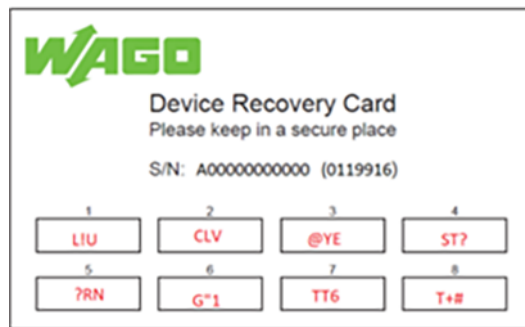 WAGO
Device Recovery Card
Please keep in a secure place
S/N: A00000000000 (0119916)
1 2 3 4
L!U CLV @YE ST?
5 6 7 8
?RN G"1 TT6 T+#